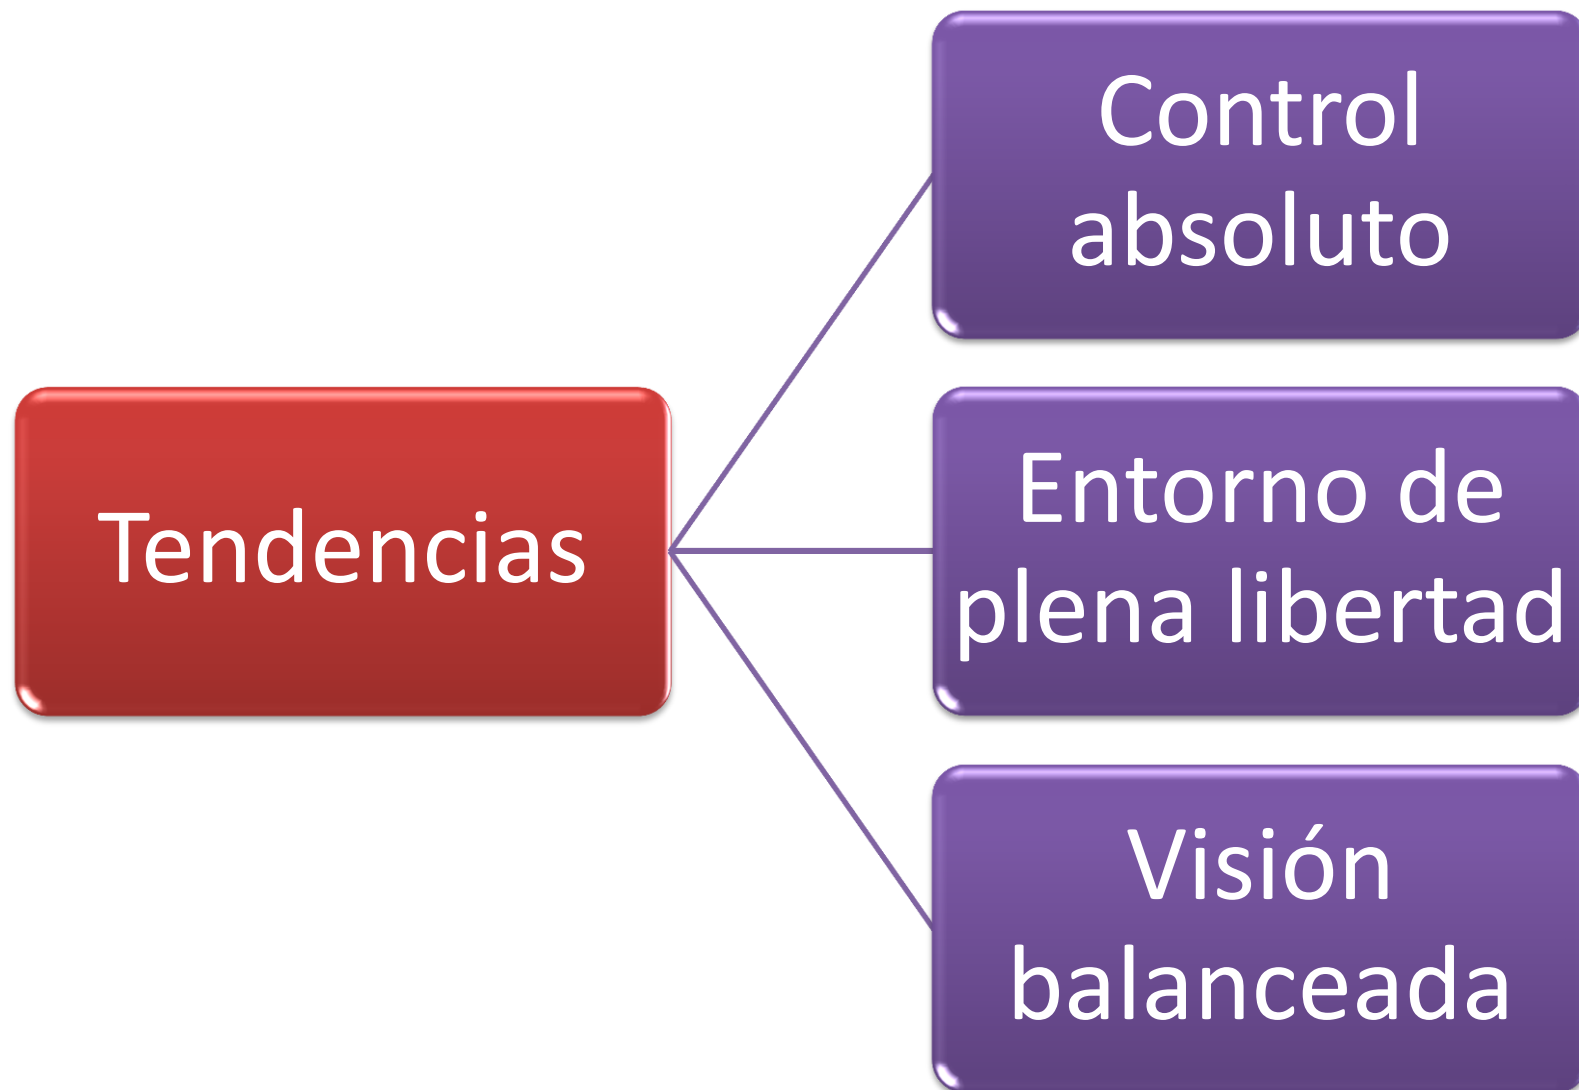 Control
absoluto
Tendencias
Entorno de
plena libertad
Visión
balanceada